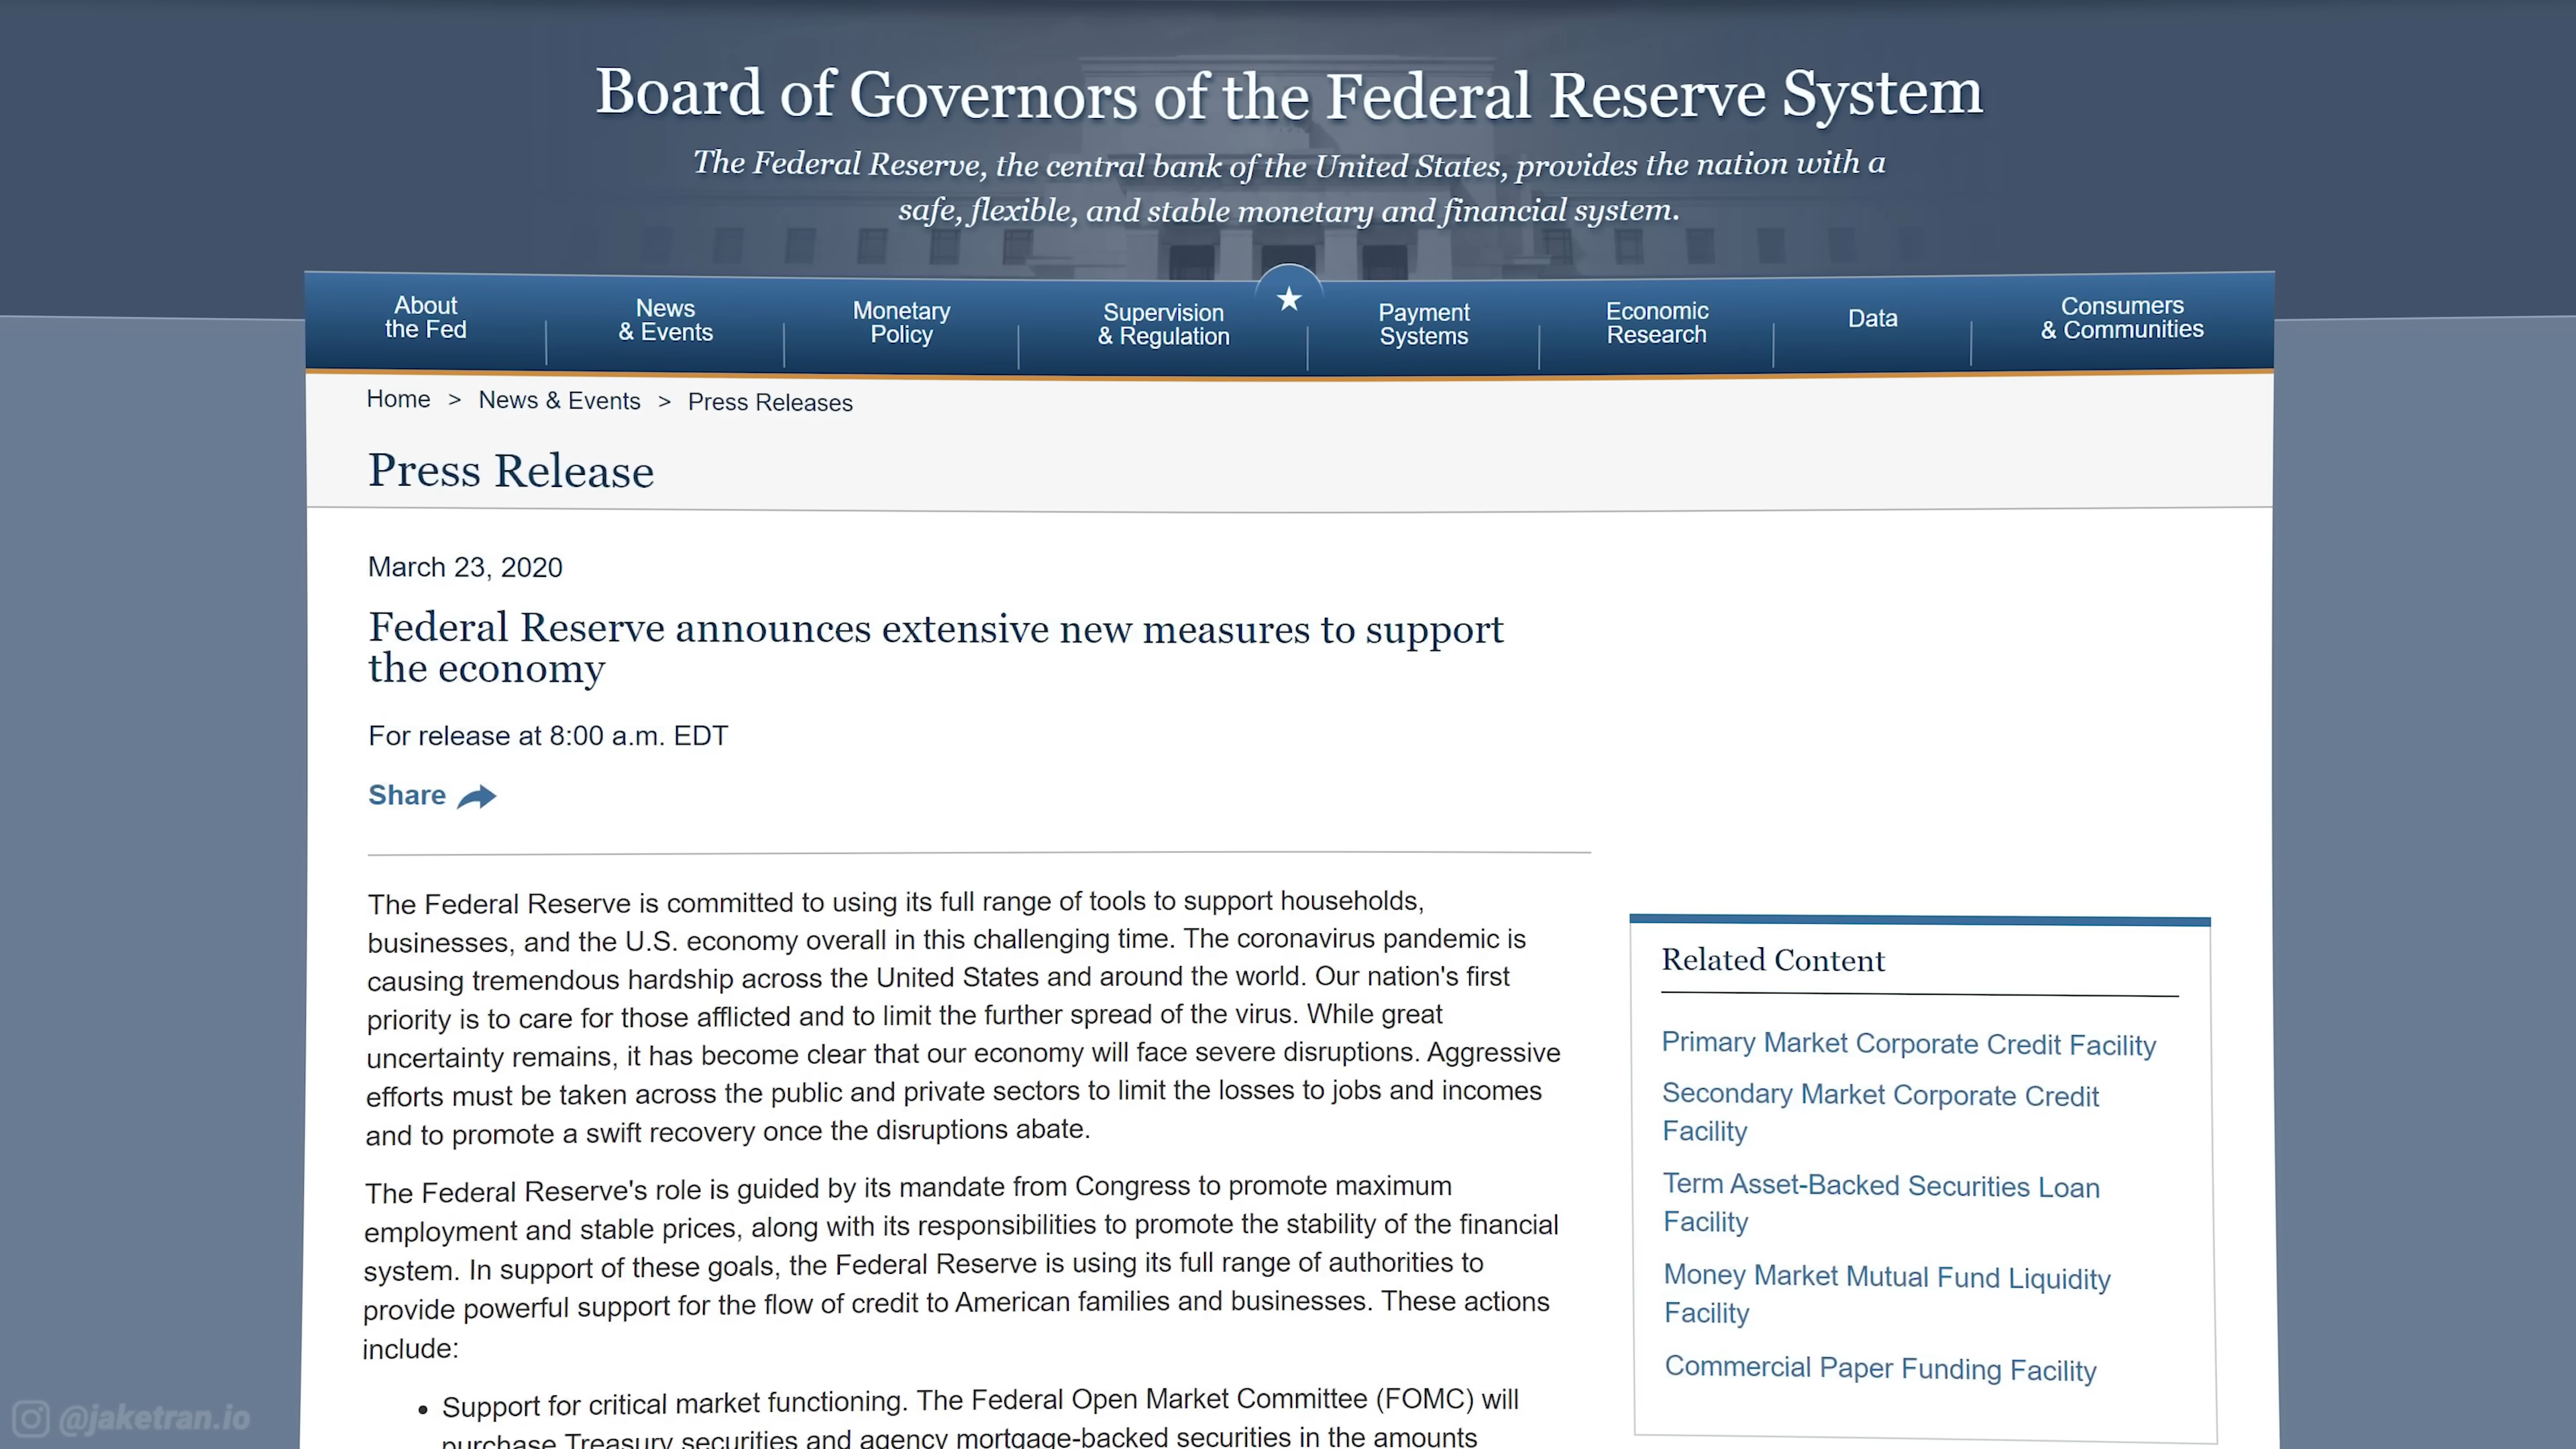 Board of Governors of the Federal Reserve System
The Federal Reserve, the central bank of the United States, provides the nation with a
safe, flexible, and stable monetary and financial system.
About
the Fed
News
& Events
Monetary
Policy
Supervision
& Regulation
Payment
Systems
Economic
Research
Data
Consumers
& Communities
Home > News & Events > Press Releases
Press Release
March 23, 2020
Federal Reserve announces extensive new measures to support
the economy
For release at 8:00 a.m. EDT
Share
The Federal Reserve is committed to using its full range of tools to support households,
businesses, and the U.S. economy overall in this challenging time. The coronavirus pandemic is
causing tremendous hardship across the United States and around the world. Our nation's first
priority is to care for those afflicted and to limit the further spread of the virus. While great
uncertainty remains, it has become clear that our economy will face severe disruptions. Aggressive
efforts must be taken across the public and private sectors to limit the losses to jobs and incomes
and to promote a swift recovery once the disruptions abate.
The Federal Reserve's role is guided by its mandate from Congress to promote maximum
employment and stable prices, along with its responsibilities to promote the stability of the financial
system. In support of these goals, the Federal Reserve is using its full range of authorities to
provide powerful support for the flow of credit to American families and businesses. These actions
include:
• Support for critical market functioning. The Federal Open Market Committee (FOMC) will
purchase Treasury securities and agency mortgage-backed securities in the amounts
Related Content
Primary Market Corporate Credit Facility
Secondary Market Corporate Credit
Facility
Term Asset-Backed Securities Loan
Facility
Money Market Mutual Fund Liquidity
Facility
Commercial Paper Funding Facility
@jaketran.io